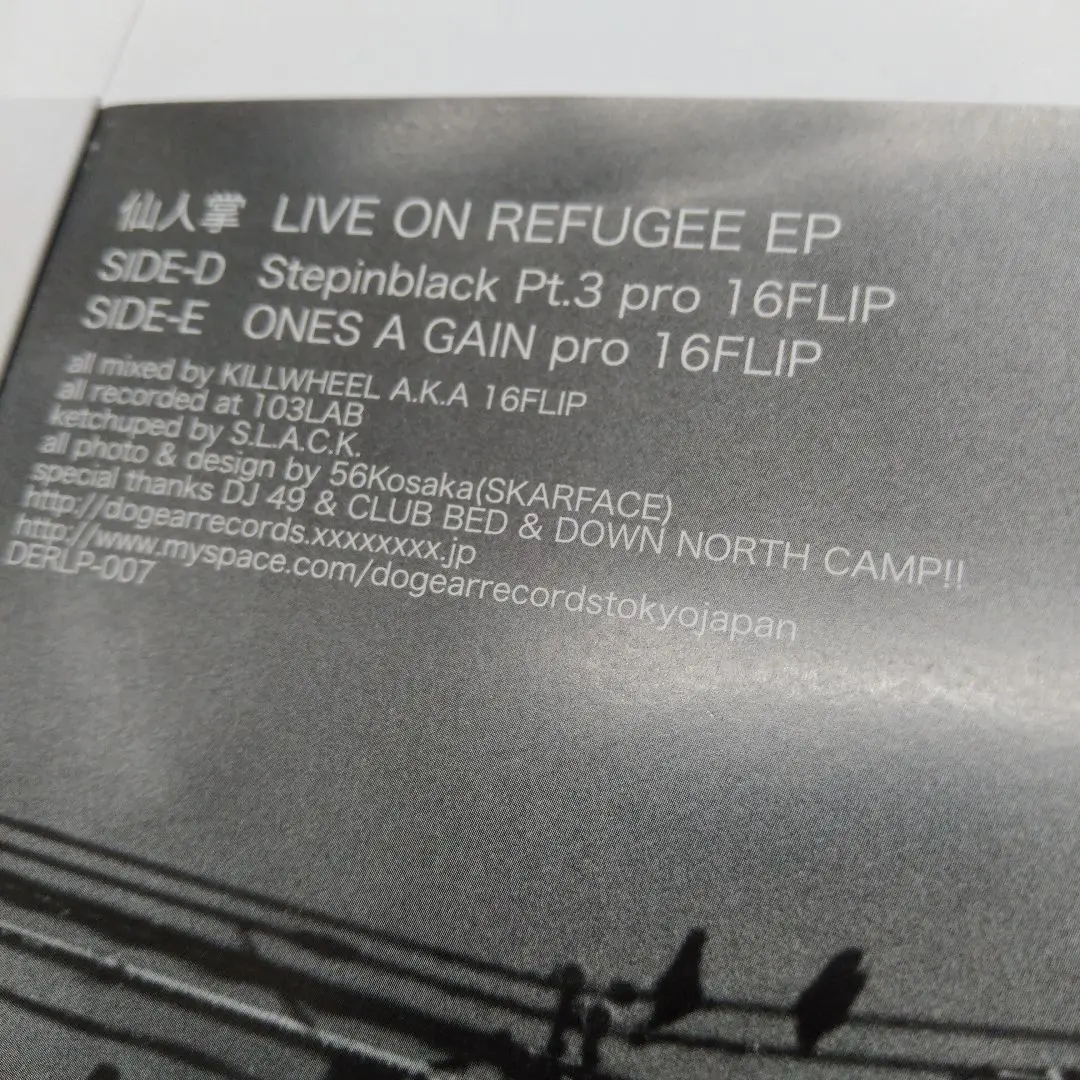 仙人掌 LIVE ON REFUGEE EP
SIDE-D Stepinblack Pt.3 pro 16FLIP
SIDE-E ONES A GAIN pro 16FLIP
all mixed by KILLWHEEL A.K.A 16FLIP
all recorded at 103LAB
ketchuped by S.L.A.C.K.
all photo & design by 56Kosaka(SKARFACE)
special thanks DJ 49 & CLUB BED & DOWN NORTH CAMP!!
http://dogearrecords.xxxxxxxx.jp
http://www.myspace.com/dogearrecordstokyojapan
DERLP-007